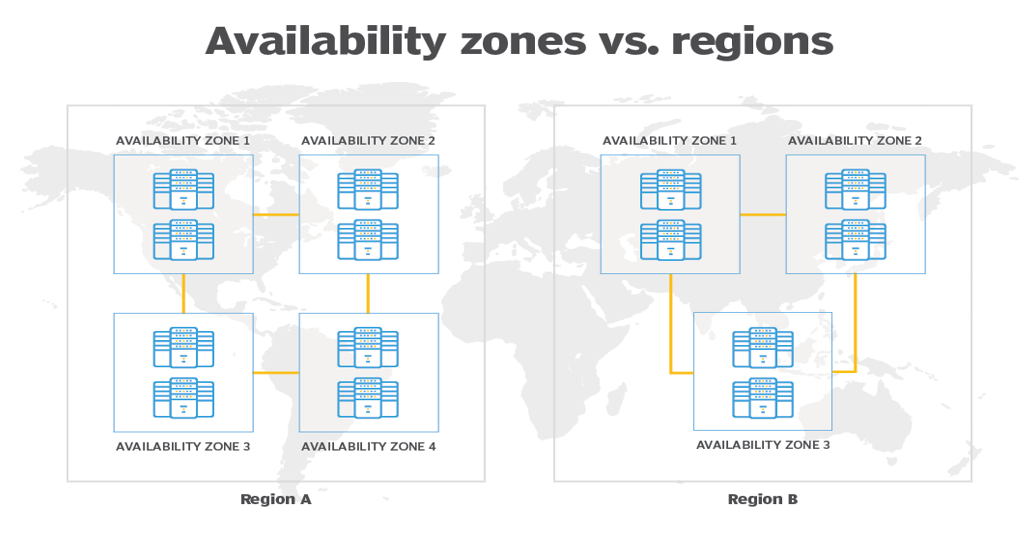 Availability zones vs. regions
AVAILABILITY ZONE 1
AVAILABILITY ZONE 2
AVAILABILITY ZONE 3
AVAILABILITY ZONE 4
Region A
AVAILABILITY ZONE 1
AVAILABILITY ZONE 2
AVAILABILITY ZONE 3
Region B